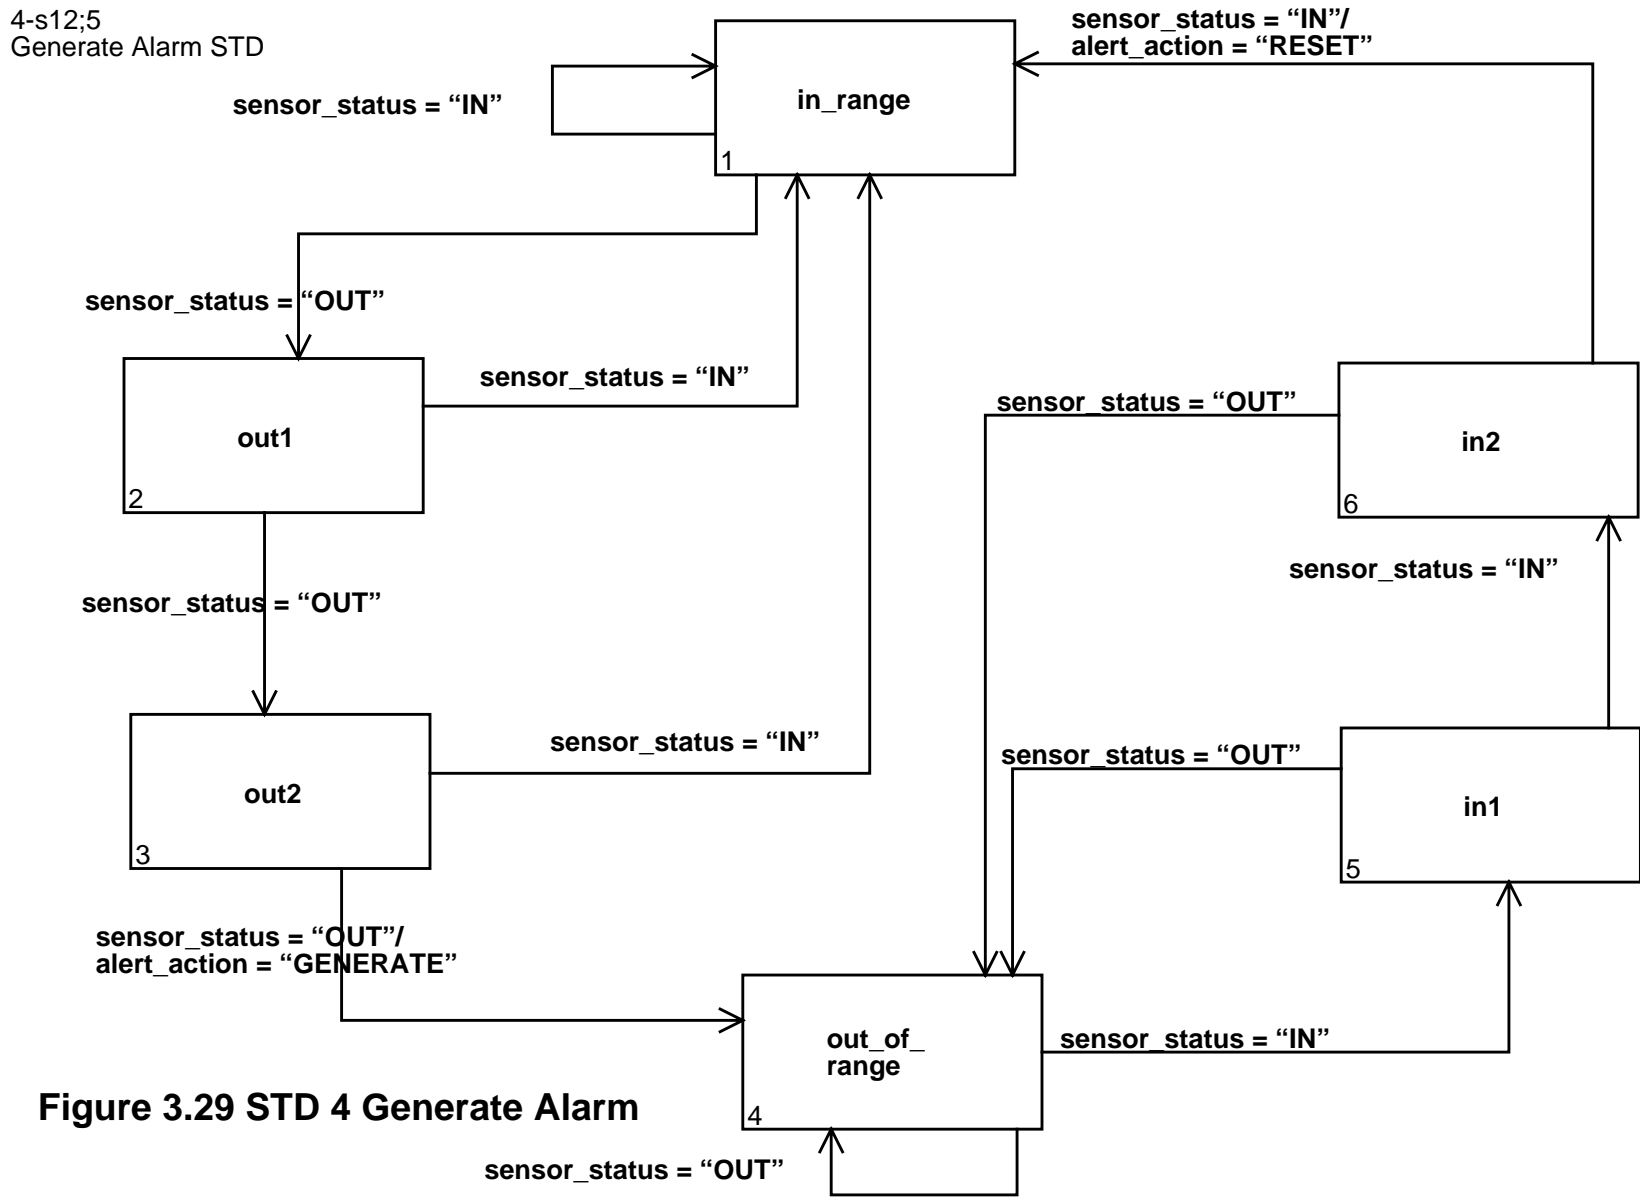 4-s12;5
Generate Alarm STD
sensor_status = “IN”/
alert_action = “RESET”
sensor_status = “IN”
in_range
1
sensor_status = “OUT”
sensor_status = “IN”
out1
2
sensor_status = “OUT”
in2
6
sensor_status = “IN”
sensor_status = “OUT”
sensor_status = “IN”
out2
3
sensor_status = “OUT”
in1
5
sensor_status = “OUT”/
alert_action = “GENERATE”
out_of_
range
4
sensor_status = “IN”
Figure 3.29 STD 4 Generate Alarm
sensor_status = “OUT”